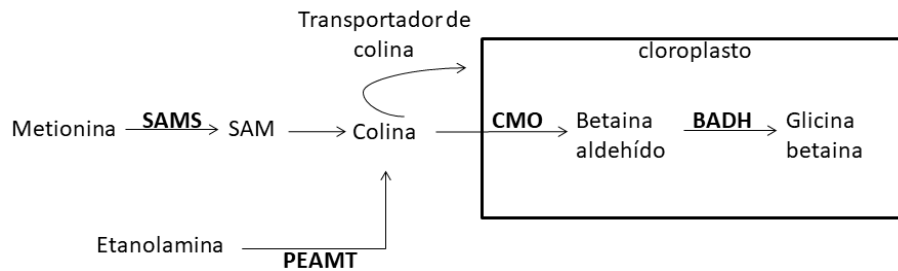 Transportador de
colina
cloroplasto
Metionina
SAMS
SAM
Colina
CMO
Betaina
aldehído
BADH
Glicina
betaina
Etanolamina
PEAMT